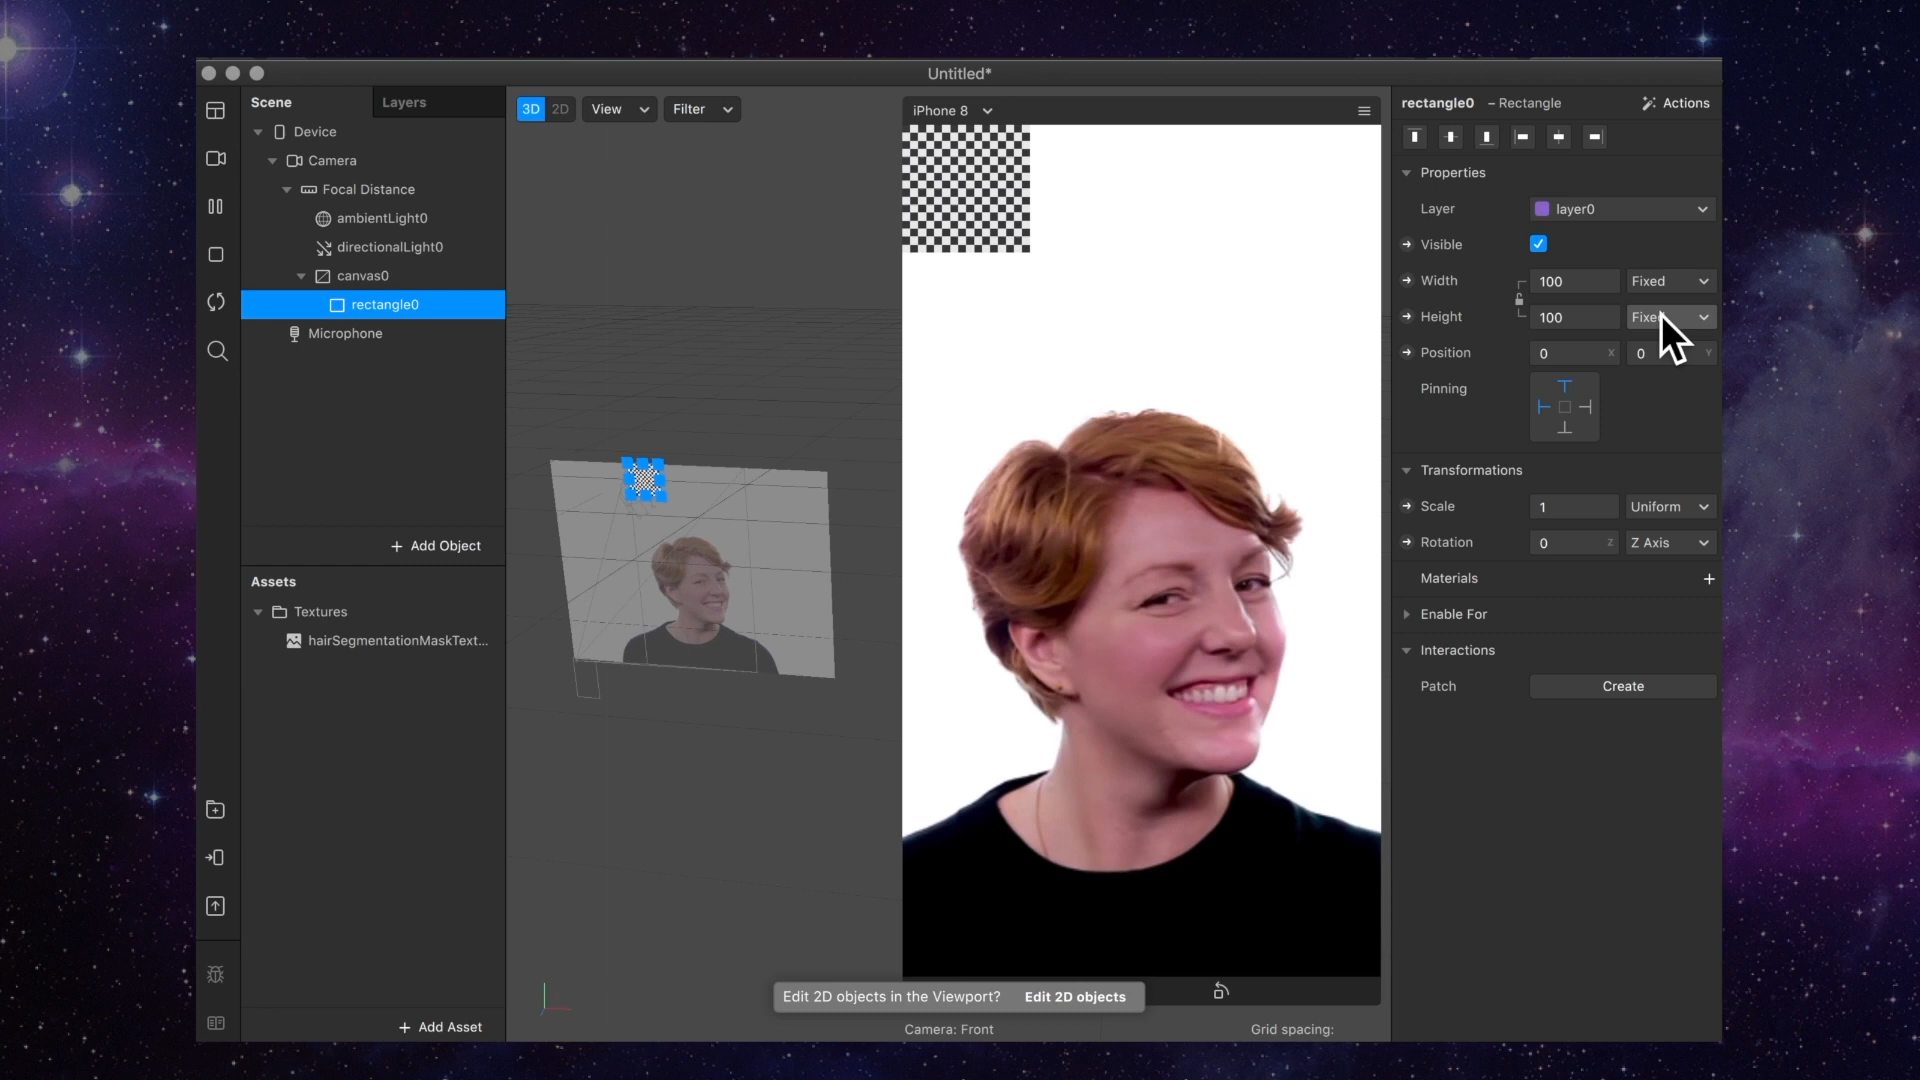 Untitled*
Scene
Layers
Device
Camera
Focal Distance
ambientLight0
directionalLight0
canvas0
rectangle0
Microphone
+ Add Object
Assets
Textures
hairSegmentationMaskText...
+ Add Asset
3D 2D View Filter
iPhone 8
Edit 2D objects in the Viewport? Edit 2D objects
Camera: Front
Grid spacing:
rectangle0 – Rectangle Actions
Properties
Layer layer0
Visible
Width 100 Fixed
Height 100
Position 0 X 0 Y
Pinning
Transformations
Scale 1 Uniform
Rotation 0 Z Z Axis
Materials +
Enable For
Interactions
Patch Create